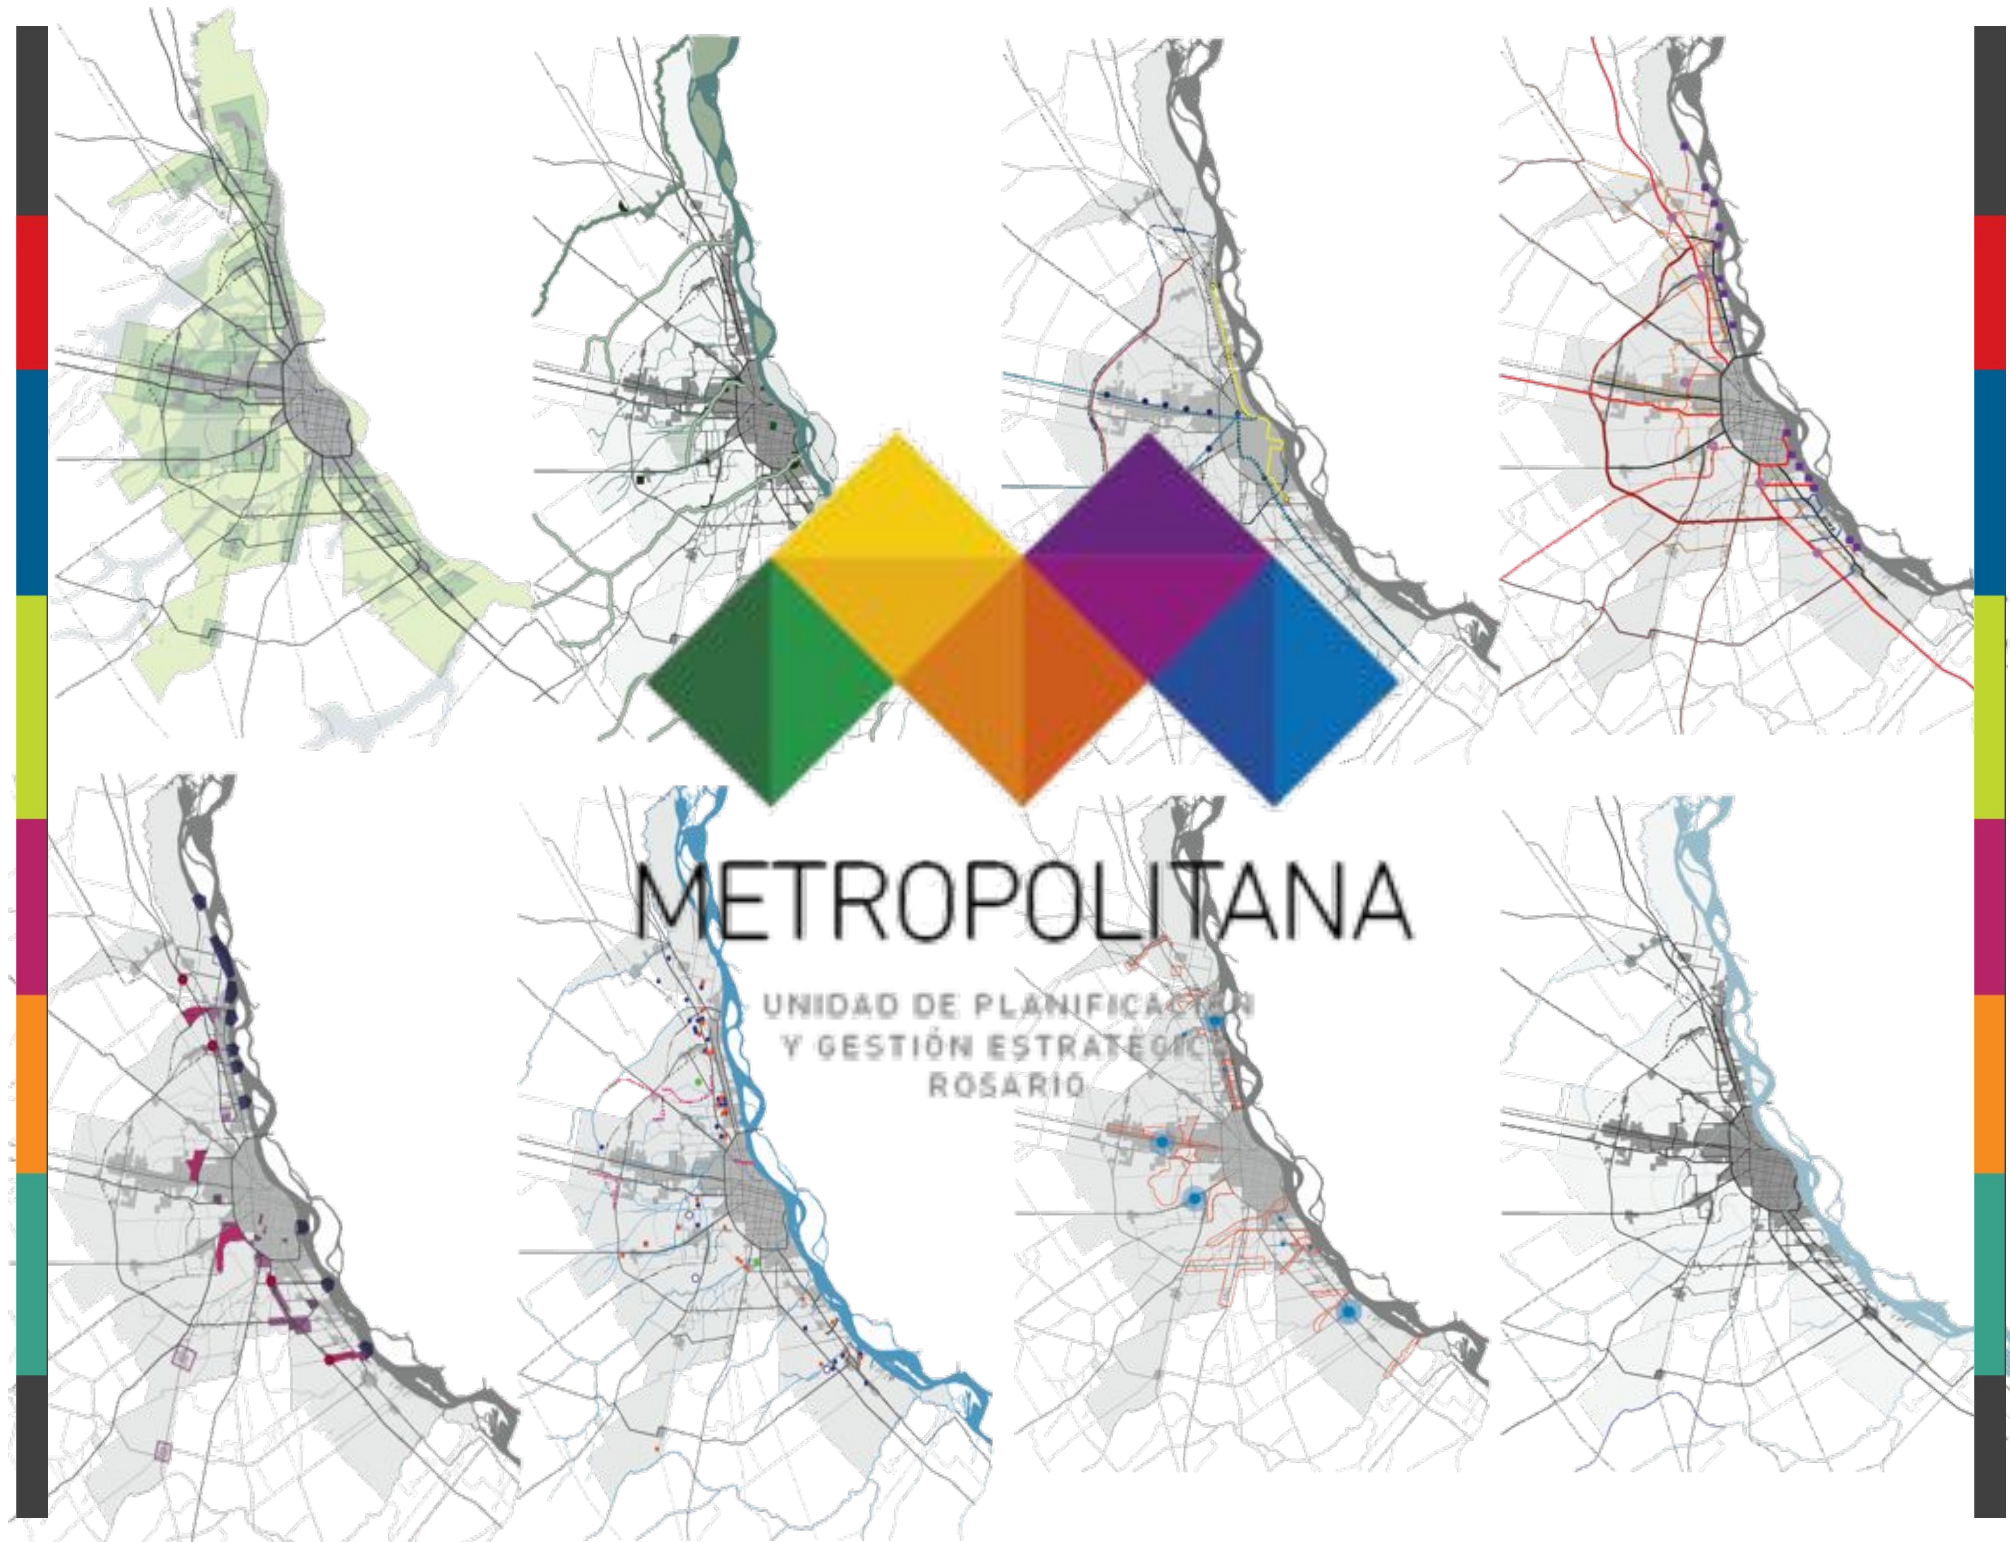 METROPOLITANA
UNIDAD DE PLANIFICACIÓN
Y GESTIÓN ESTRATÉGICA
ROSARIO